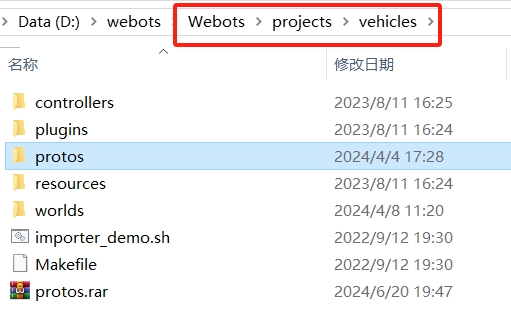 Data (D:) > webots > Webots > projects > vehicles >
名称 修改日期
controllers 2023/8/11 16:25
plugins 2023/8/11 16:24
protos 2024/4/4 17:28
resources 2023/8/11 16:24
worlds 2024/4/8 11:20
importer_demo.sh 2022/9/12 19:30
Makefile 2022/9/12 19:30
protos.rar 2024/6/20 19:47